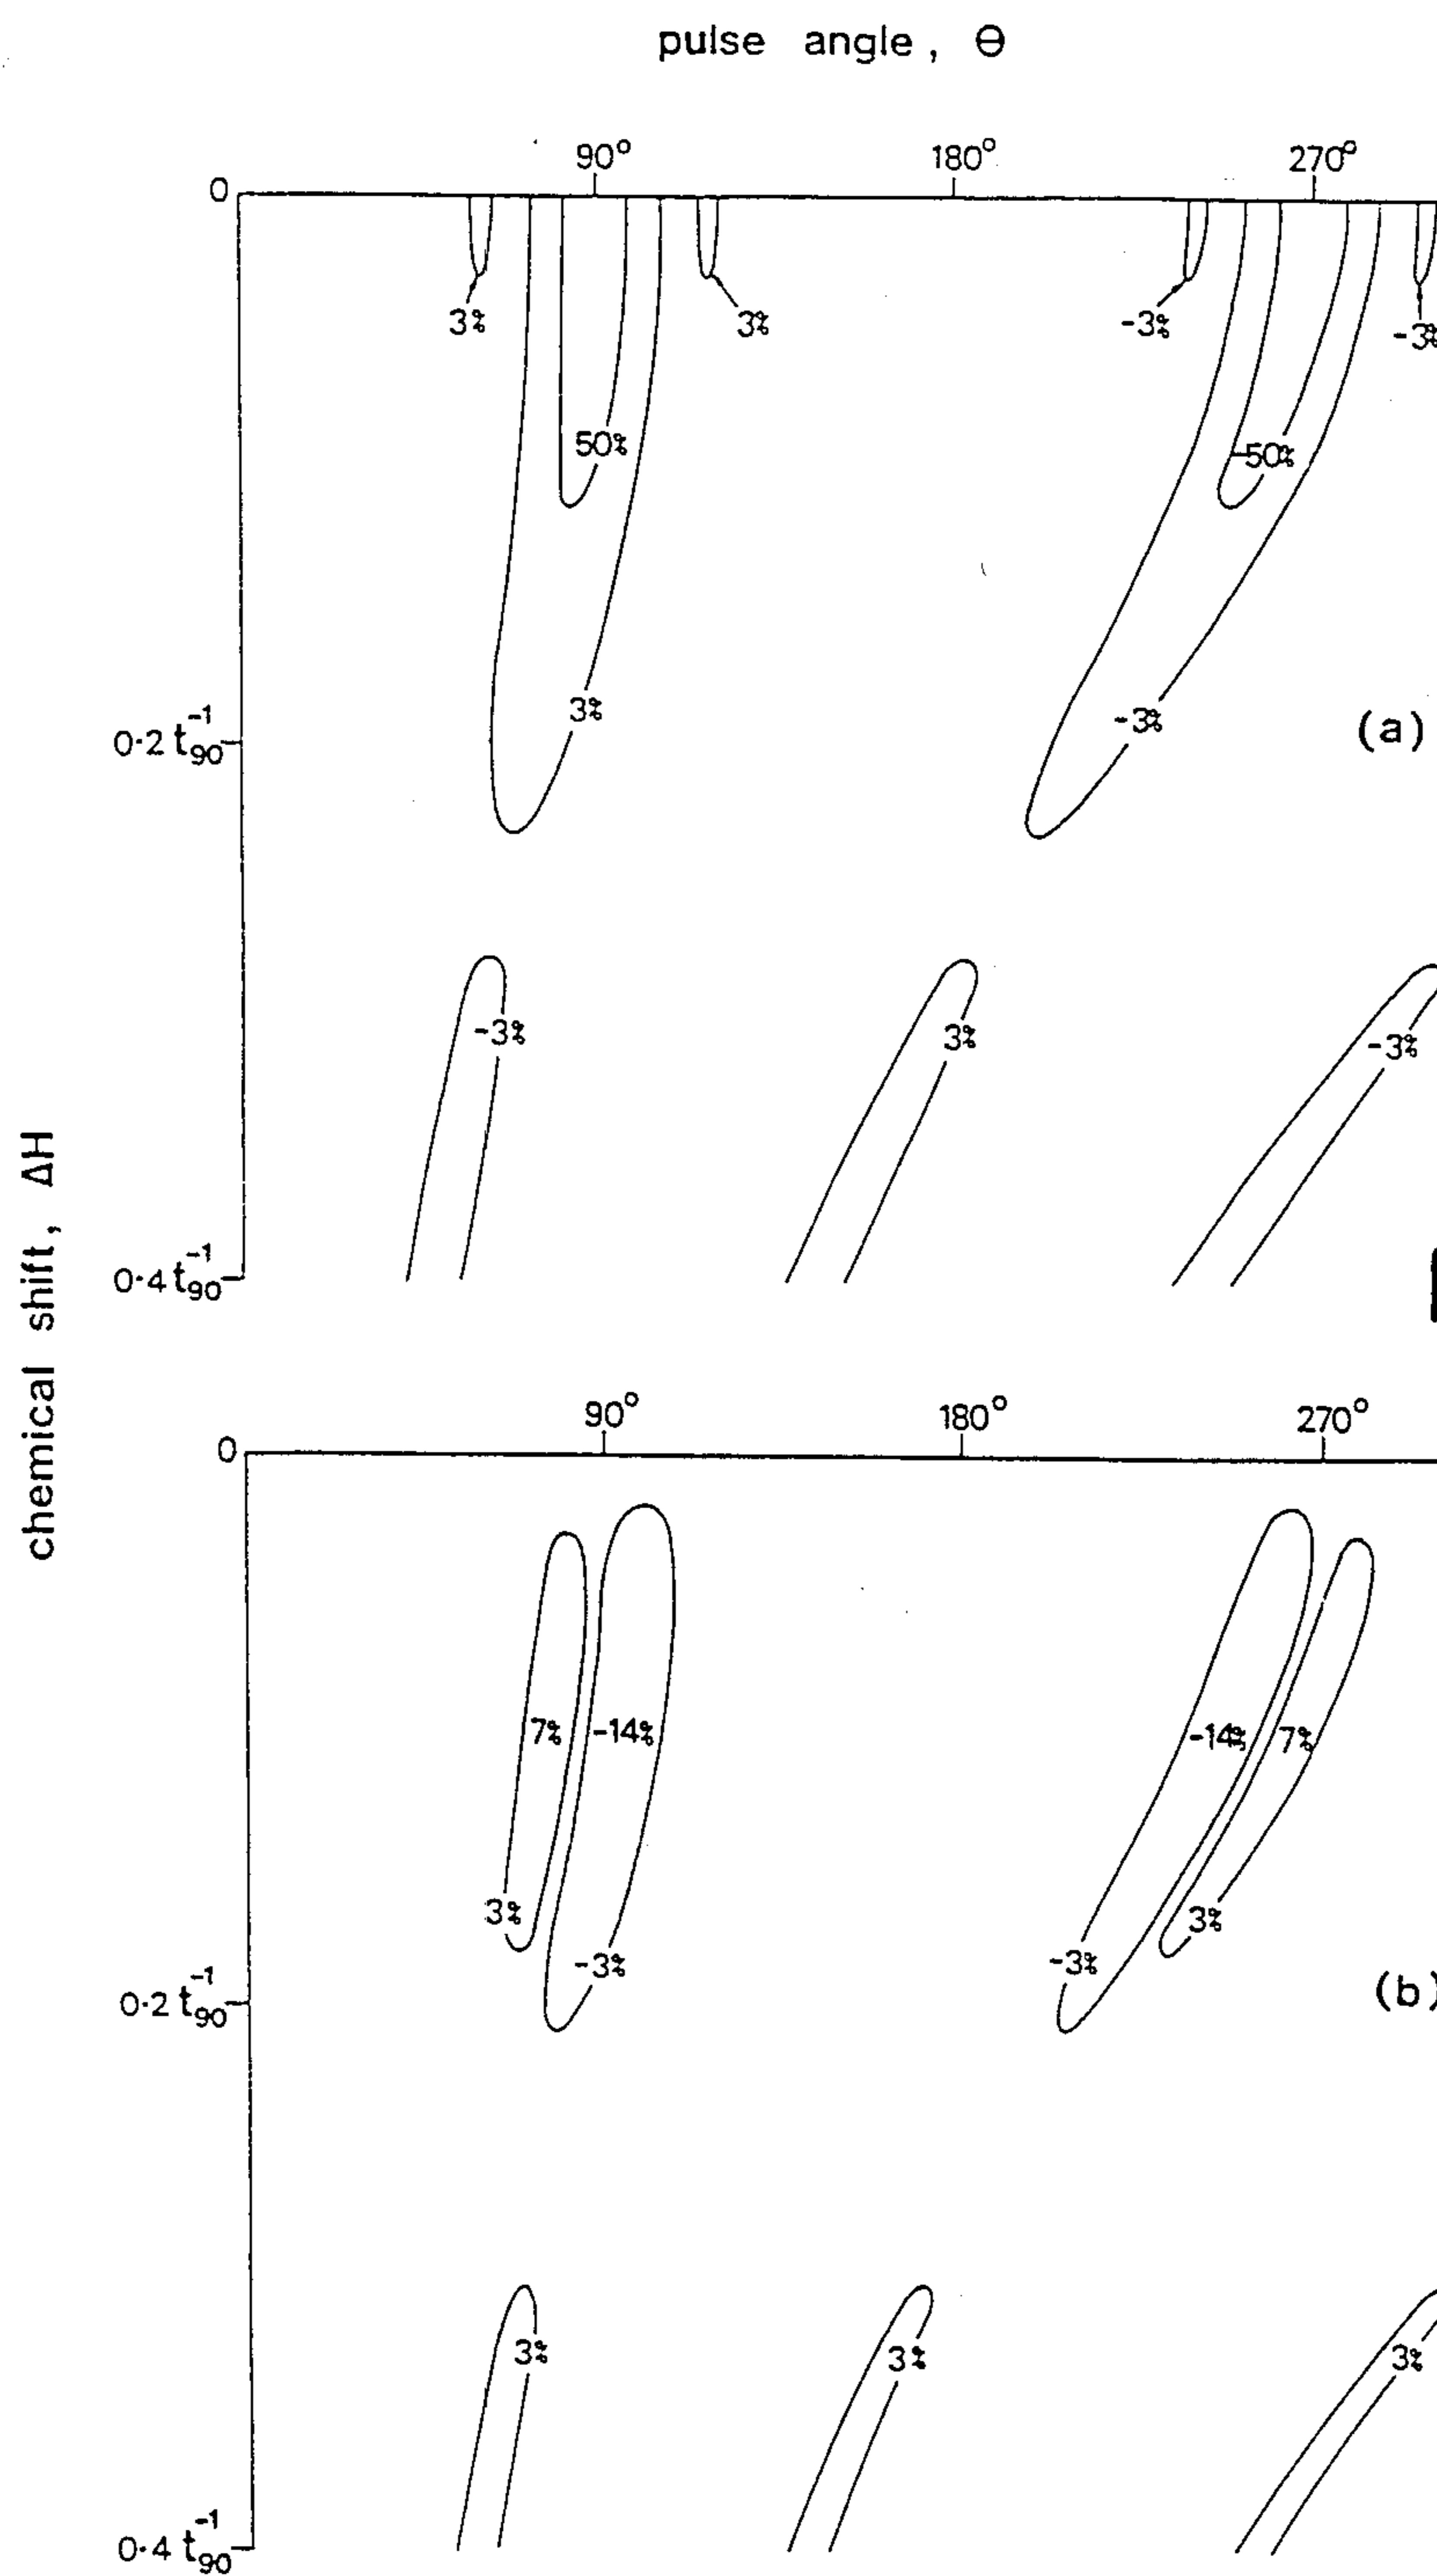 pulse angle, θ
90° 180° 270°
0
3% 3% -3% -3%
50% -50%
3% -3%
(a)
0·2 t₉₀⁻¹
-3% 3% -3%
0·4 t₉₀⁻¹
chemical shift, ΔH
90° 180° 270°
0
7% -14% -14% 7%
3% -3% -3% 3%
(b)
0·2 t₉₀⁻¹
3% 3% 3%
0·4 t₉₀⁻¹